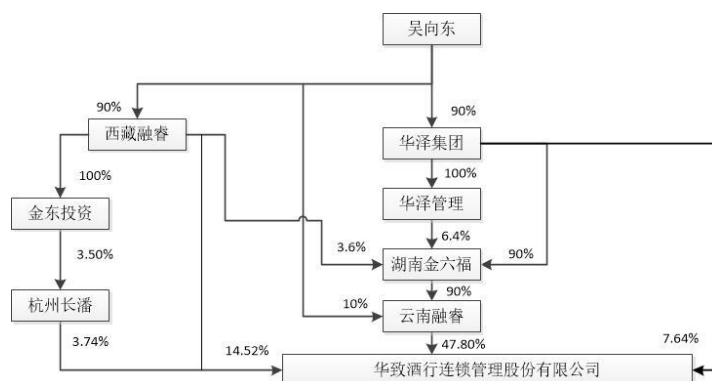 吴向东
90%
90%
西藏融睿
华泽集团
100%
100%
金东投资
华泽管理
3.50%
3.6%
6.4%
90%
湖南金六福
杭州长潘
10%
90%
云南融睿
3.74%
14.52%
47.80%
7.64%
华致酒行连锁管理股份有限公司